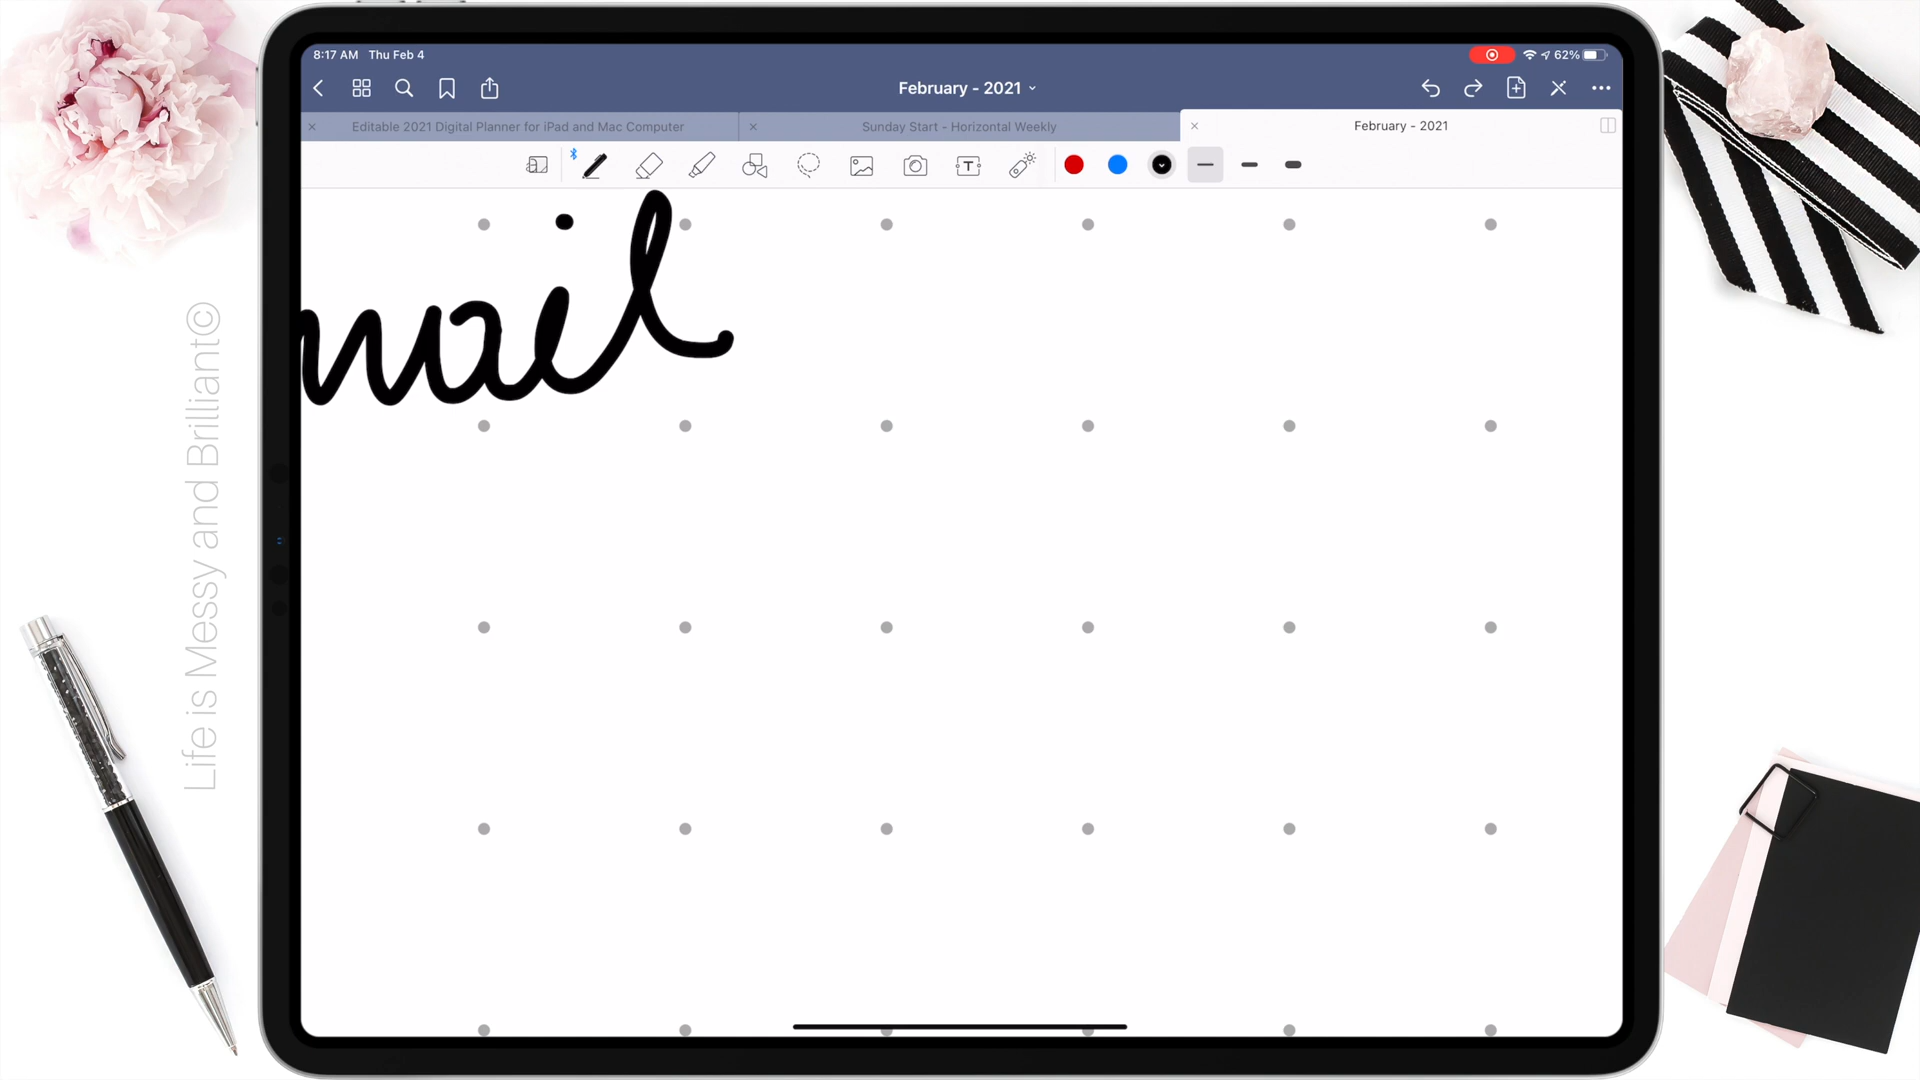 8:17 AM Thu Feb 4 62%
February - 2021
Editable 2021 Digital Planner for iPad and Mac Computer Sunday Start - Horizontal Weekly February - 2021
T
mail
Life is Messy and Brilliant©